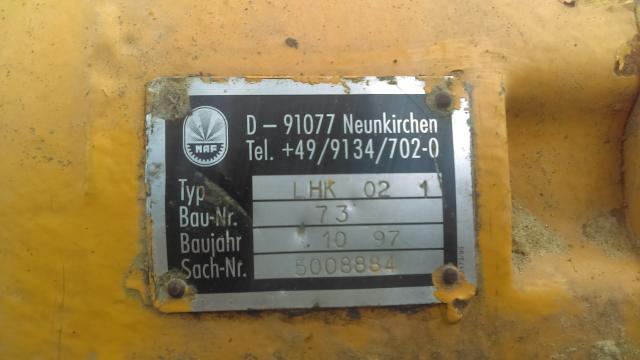 NAF
D – 91077 Neunkirchen
Tel. +49/9134/702-0
Typ LHK 02 1
Bau-Nr. 73
Baujahr 10 97
Sach-Nr. 5008884